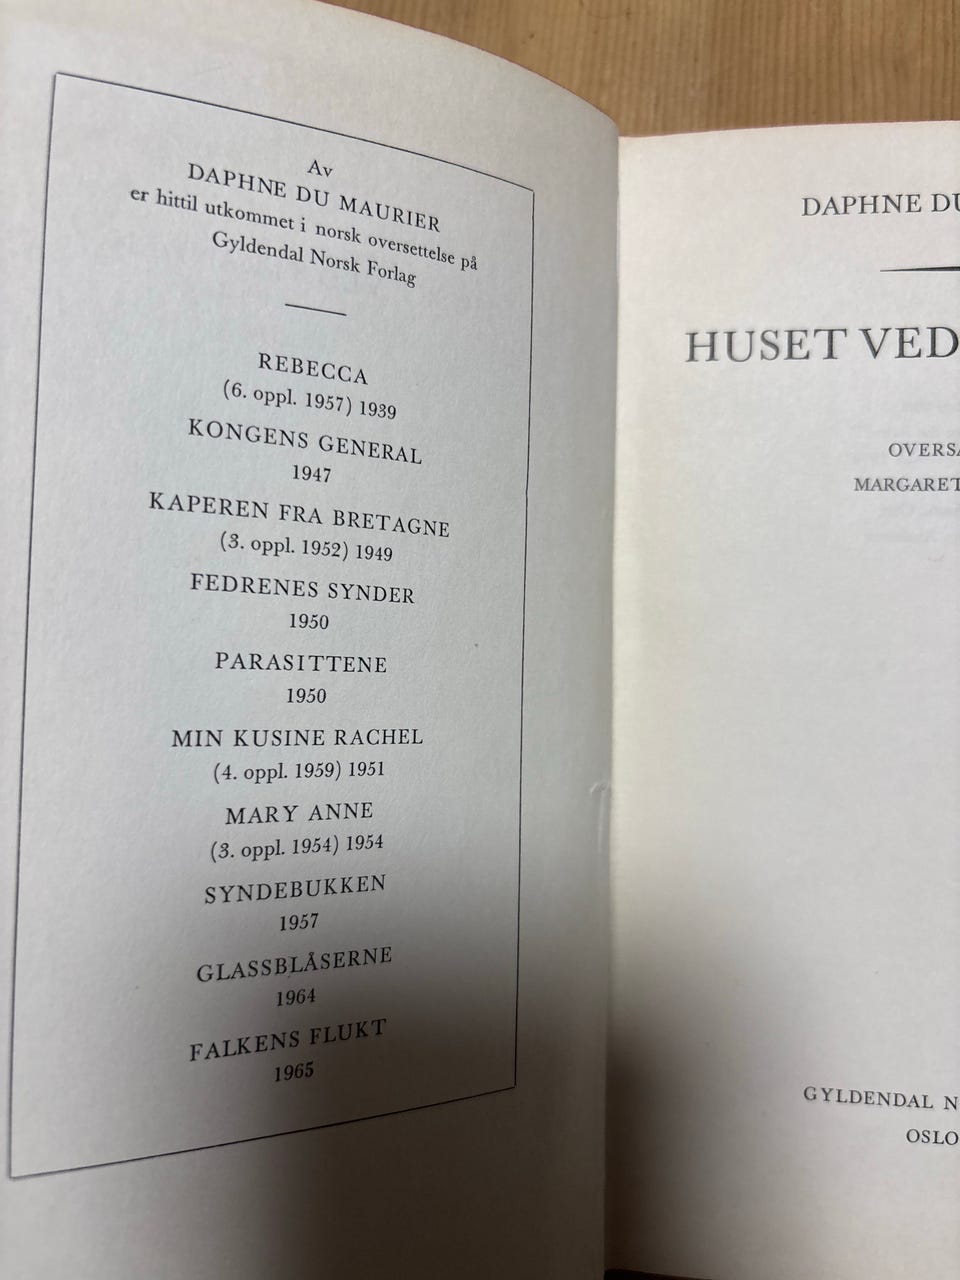 Av
DAPHNE DU MAURIER
er hittil utkommet i norsk oversettelse på
Gyldendal Norsk Forlag
REBECCA
(6. oppl. 1957) 1939
KONGENS GENERAL
1947
KAPEREN FRA BRETAGNE
(3. oppl. 1952) 1949
FEDRENES SYNDER
1950
PARASITTENE
1950
MIN KUSINE RACHEL
(4. oppl. 1959) 1951
MARY ANNE
(3. oppl. 1954) 1954
SYNDEBUKKEN
1957
GLASSBLÅSERNE
1964
FALKENS FLUKT
1965
DAPHNE DU
HUSET VED
OVERSA
MARGARET
GYLDENDAL N
OSLO